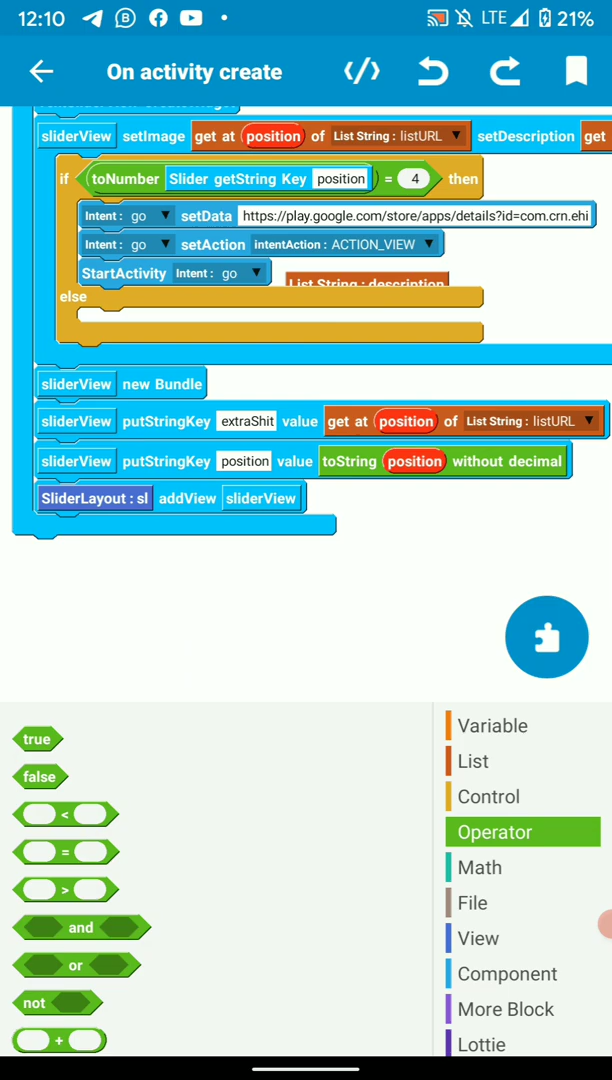 12:10 LTE 21%
On activity create
sliderView setImage get at position of List String : listURL setDescription get
if toNumber Slider getString Key position = 4 then
Intent : go setData https://play.google.com/store/apps/details?id=com.crn.ehi
Intent : go setAction intentAction : ACTION_VIEW
StartActivity Intent : go List String : description
else
sliderView new Bundle
sliderView putStringKey extraShit value get at position of List String : listURL
sliderView putStringKey position value toString position without decimal
SliderLayout : sl addView sliderView
true
false
<
=
>
and
or
not
+
Variable
List
Control
Operator
Math
File
View
Component
More Block
Lottie